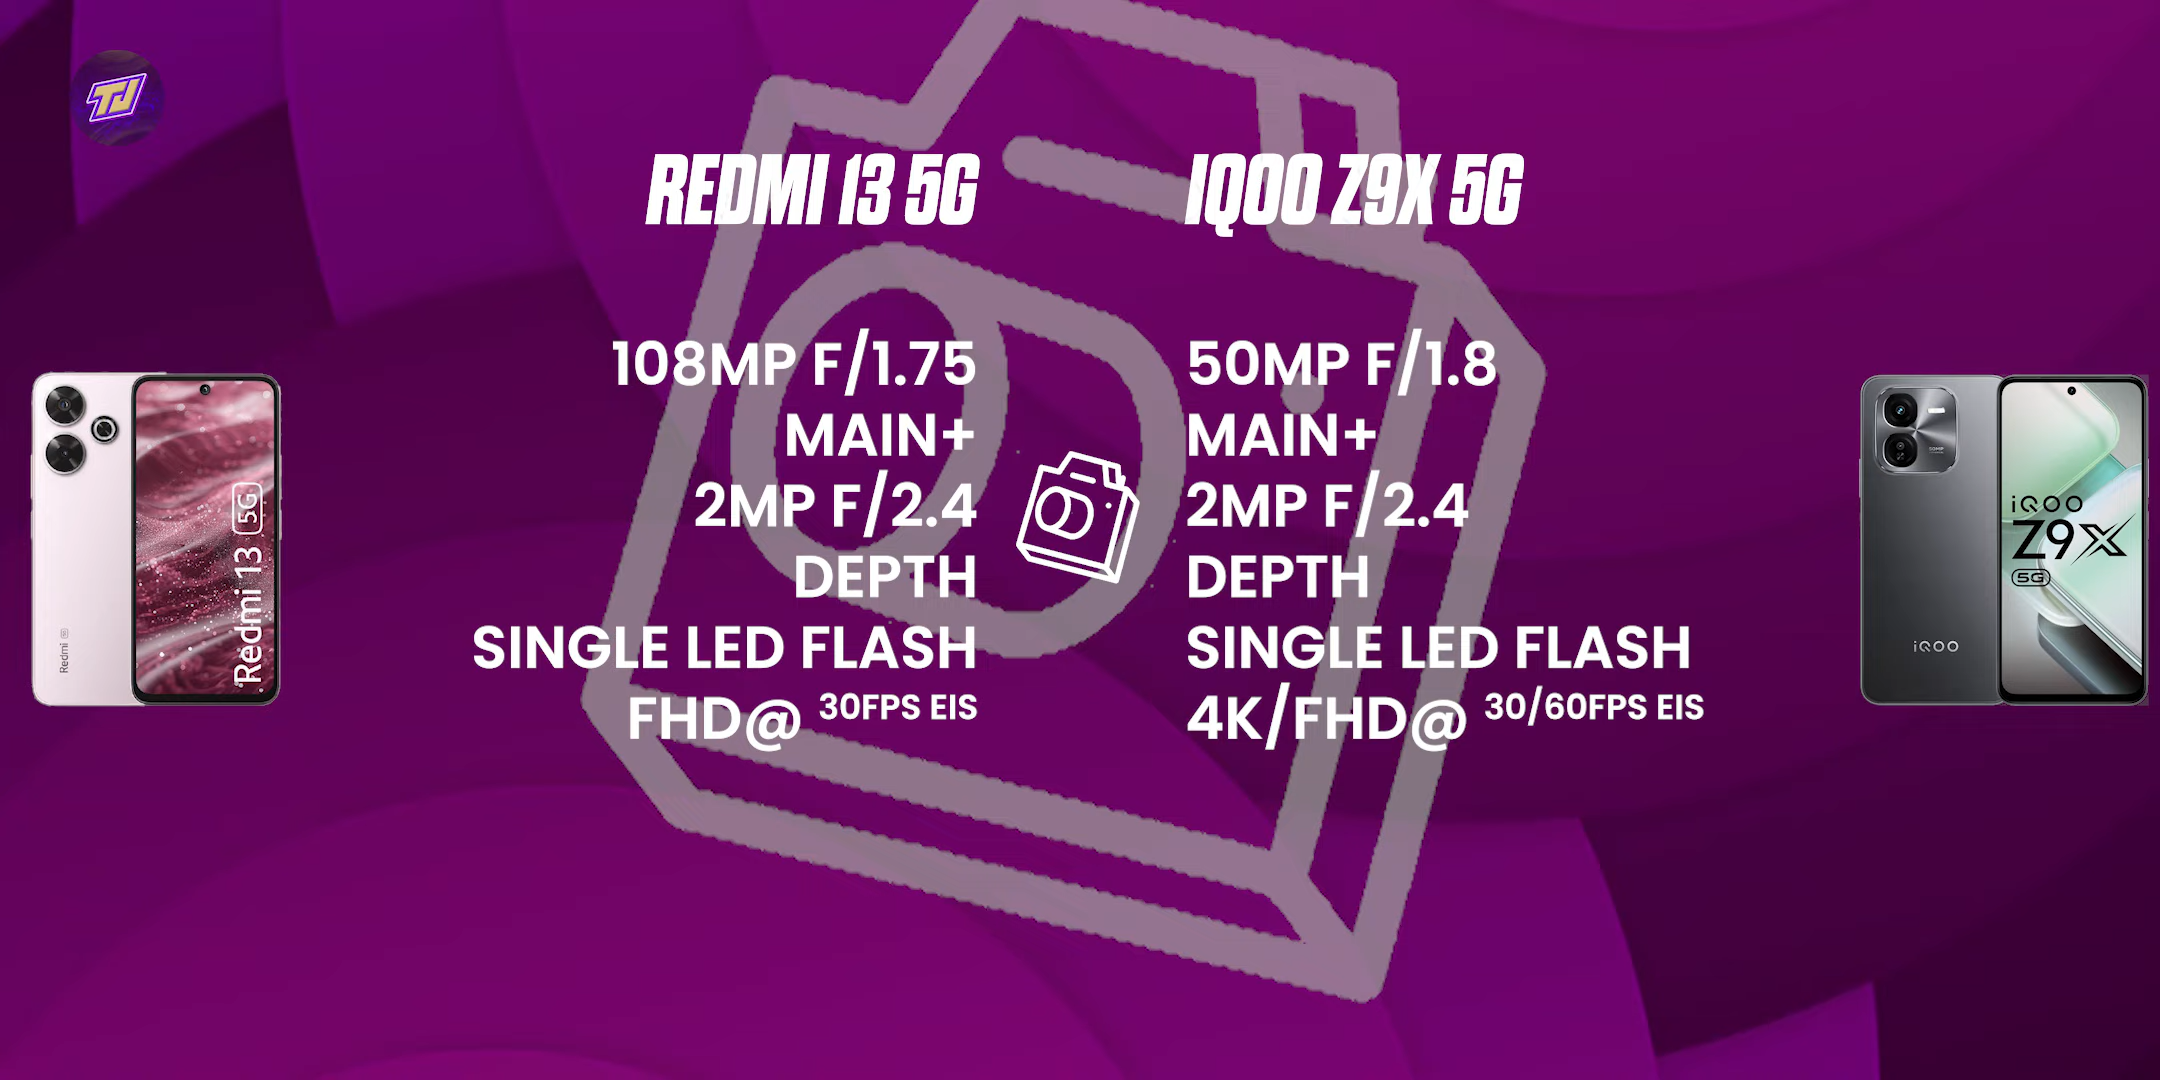 TJ
REDMI 13 5G
108MP F/1.75
MAIN+
2MP F/2.4
DEPTH
SINGLE LED FLASH
FHD@ 30FPS EIS
IQOO Z9X 5G
50MP F/1.8
MAIN+
2MP F/2.4
DEPTH
SINGLE LED FLASH
4K/FHD@ 30/60FPS EIS
Redmi
Redmi 13 5G
iQOO
iQOO
Z9X
5G